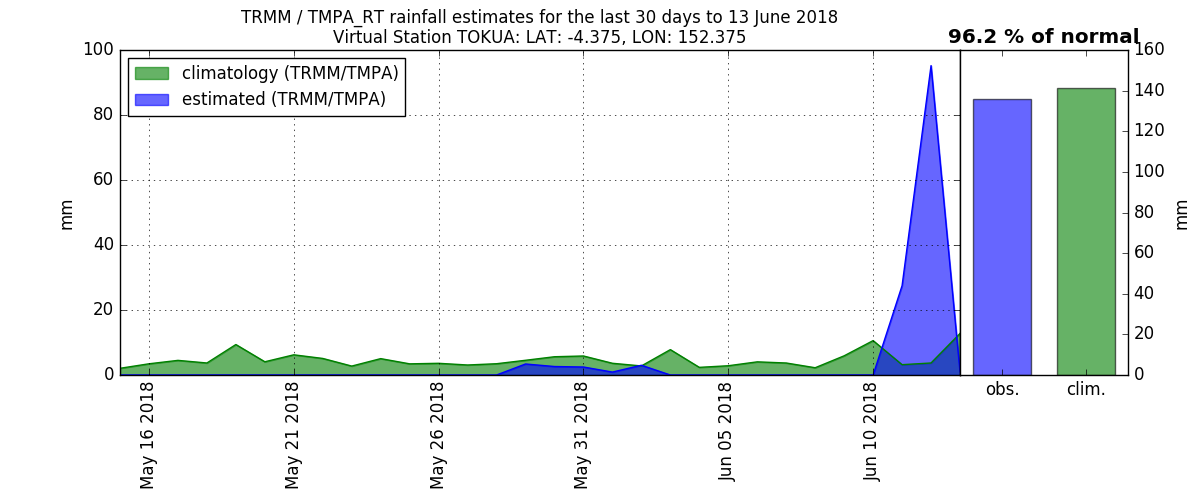 TRMM / TMPA_RT rainfall estimates for the last 30 days to 13 June 2018
Virtual Station TOKUA: LAT: -4.375, LON: 152.375
96.2 % of normal
climatology (TRMM/TMPA)
estimated (TRMM/TMPA)
100
80
60
40
20
0
mm
May 16 2018
May 21 2018
May 26 2018
May 31 2018
Jun 05 2018
Jun 10 2018
obs.
clim.
160
140
120
100
80
60
40
20
0
mm